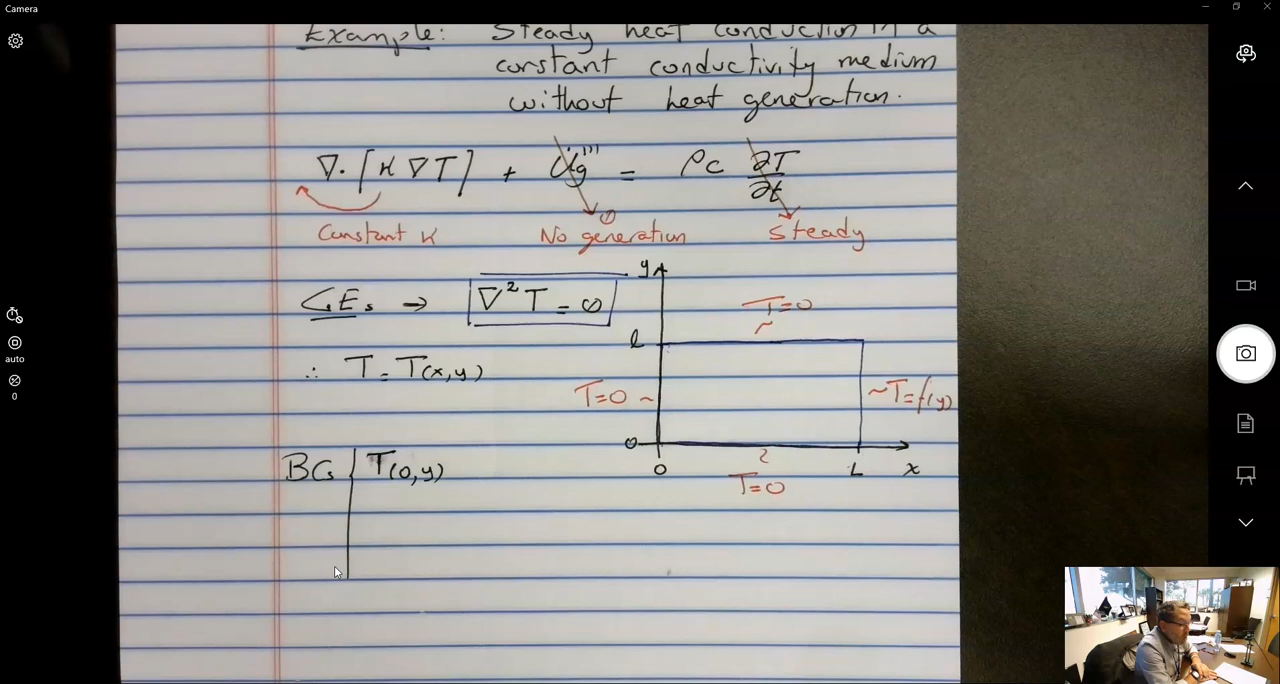 Camera
Example: Steady heat conduction in a
constant conductivity medium
without heat generation.
∇·[K ∇T] + u̇g''' = ρc ∂T/∂t
Constant K
No generation
Steady
GEs → ∇²T = 0
∴ T = T(x,y)
y
T=0
l
T=0 ~
~T=f(y)
0
0
L
x
T=0
BCs T(0,y)
auto
0